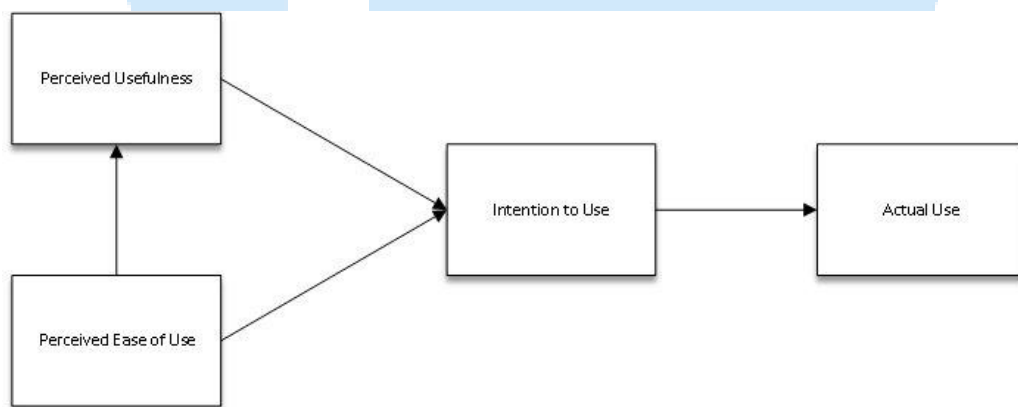 Perceived Usefulness
Intention to Use
Actual Use
Perceived Ease of Use